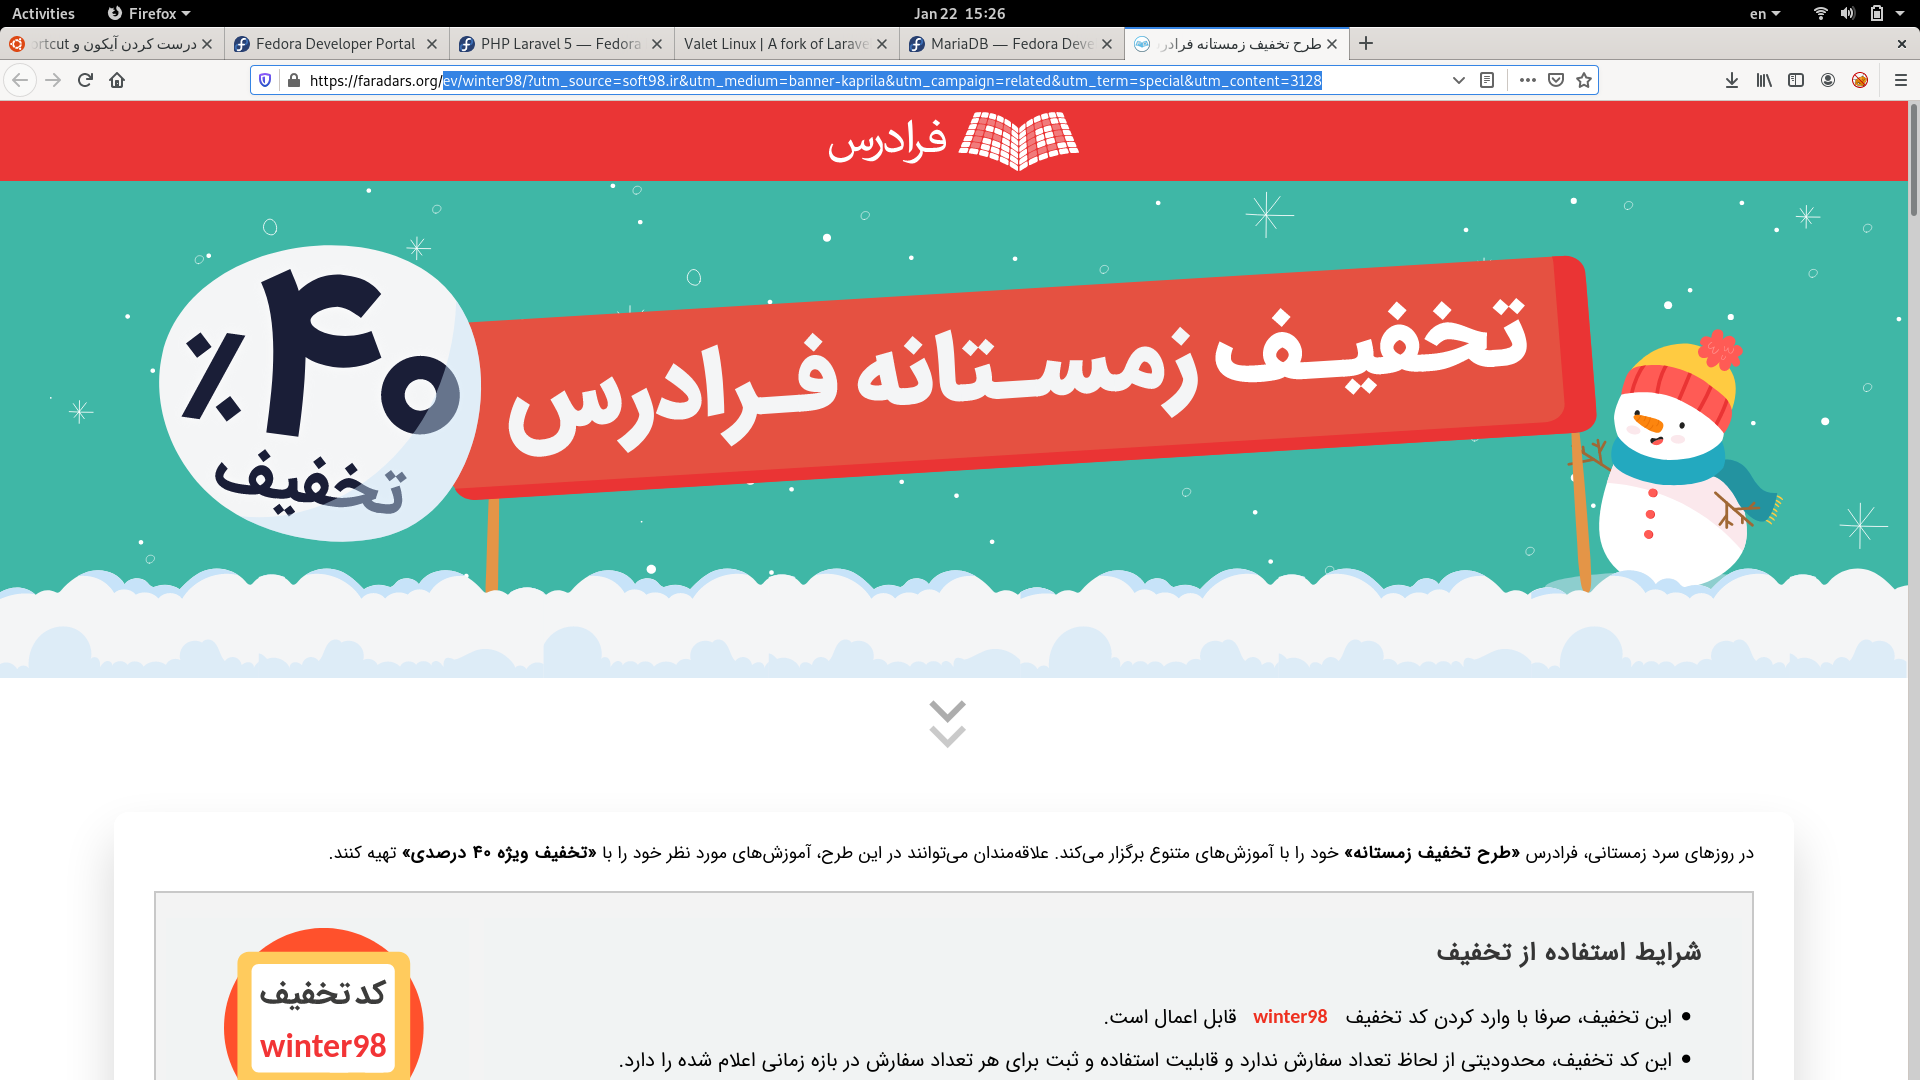 Activities Firefox Jan 22 15:26 en
درست کردن آیکون و ortcut
Fedora Developer Portal
PHP Laravel 5 — Fedora
Valet Linux | A fork of Larave
MariaDB — Fedora Deve
طرح تخفیف زمستانه فرادر
https://faradars.org/ev/winter98/?utm_source=soft98.ir&utm_medium=banner-kaprila&utm_campaign=related&utm_term=special&utm_content=3128
فرادرس
تخفیف زمستانه فرادرس
۴۰٪
تخفیف
در روزهای سرد زمستانی، فرادرس «طرح تخفیف زمستانه» خود را با آموزش‌های متنوع برگزار می‌کند. علاقه‌مندان می‌توانند در این طرح، آموزش‌های مورد نظر خود را با «تخفیف ویژه ۴۰ درصدی» تهیه کنند.
شرایط استفاده از تخفیف
این تخفیف، صرفا با وارد کردن کد تخفیف winter98 قابل اعمال است.
این کد تخفیف، محدودیتی از لحاظ تعداد سفارش ندارد و قابلیت استفاده و ثبت برای هر تعداد سفارش در بازه زمانی اعلام شده را دارد.
کد تخفیف
winter98